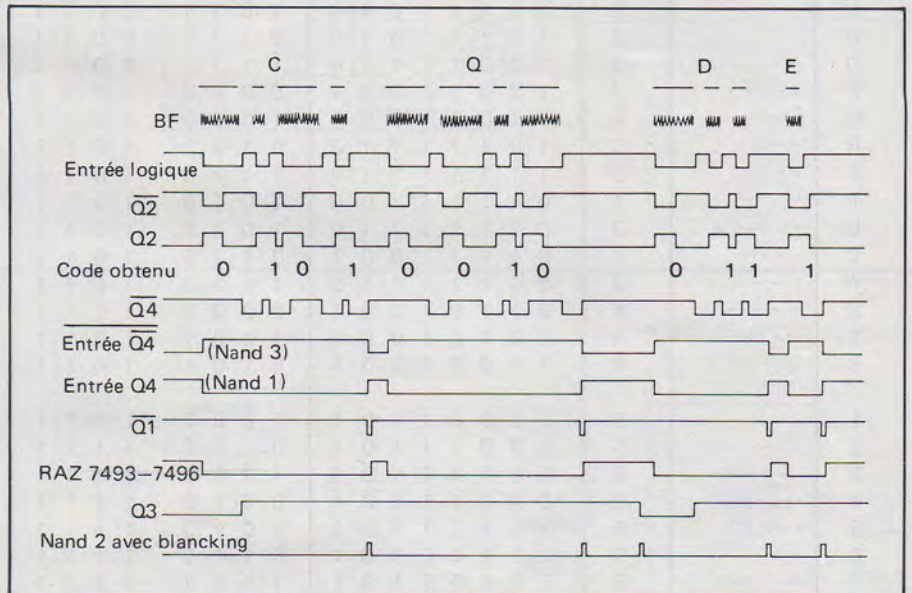 C Q D E
BF
Entrée logique
Q2
Q2
Code obtenu 0 1 0 1 0 0 1 0 0 1 1 1
Q4
Entrée Q4 (Nand 3)
Entrée Q4 (Nand 1)
Q1
RAZ 7493–7496
Q3
Nand 2 avec blancking